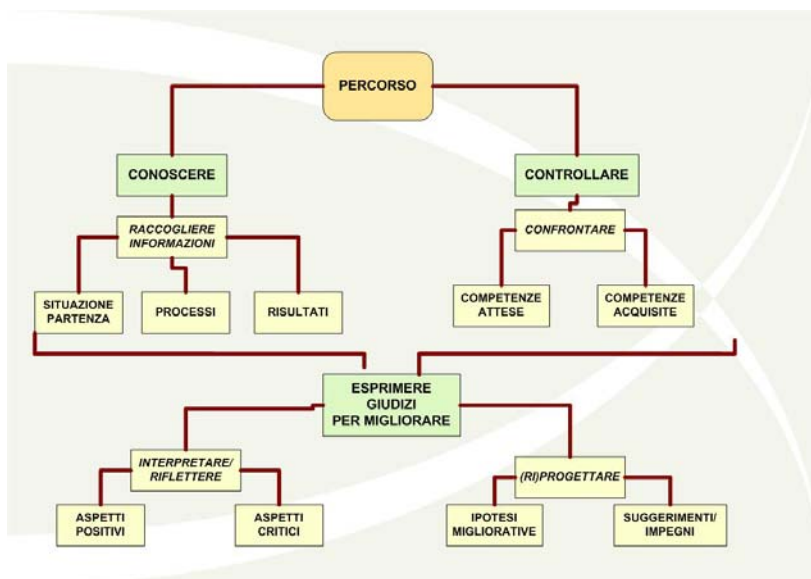 PERCORSO
CONOSCERE
CONTROLLARE
RACCOGLIERE
INFORMAZIONI
CONFRONTARE
SITUAZIONE
PARTENZA
PROCESSI
RISULTATI
COMPETENZE
ATTESE
COMPETENZE
ACQUISITE
ESPRIMERE
GIUDIZI
PER MIGLIORARE
INTERPRETARE/
RIFLETTERE
(RI)PROGETTARE
ASPETTI
POSITIVI
ASPETTI
CRITICI
IPOTESI
MIGLIORATIVE
SUGGERIMENTI/
IMPEGNI